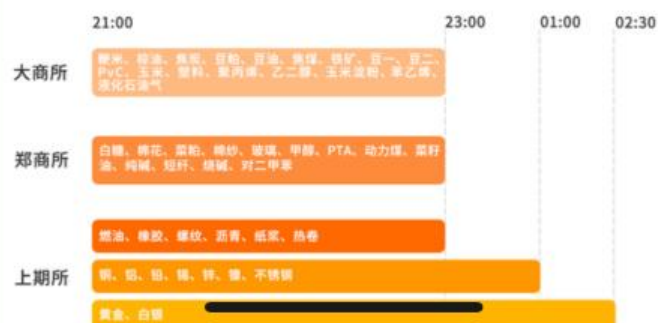 21:00 23:00 01:00 02:30
大商所
粳米、棕油、焦炭、豆粕、豆油、焦煤、铁矿、豆一、豆二、
PVC、玉米、塑料、聚丙烯、乙二醇、玉米淀粉、苯乙烯、
液化石油气
郑商所
白糖、棉花、菜粕、棉纱、玻璃、甲醇、PTA、动力煤、菜籽
油、纯碱、短纤、烧碱、对二甲苯
燃油、橡胶、螺纹、沥青、纸浆、热卷
上期所
铜、铝、铅、锡、锌、镍、不锈钢
黄金、白银